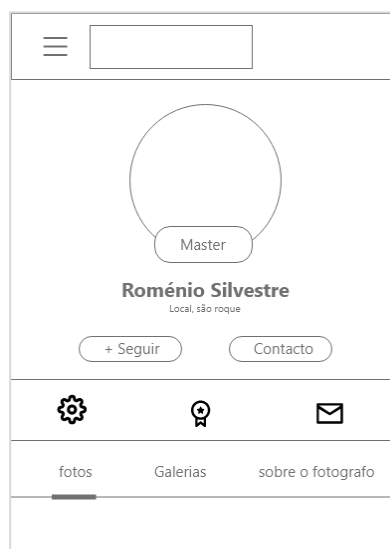 Master
Roménio Silvestre
Local, são roque
+ Seguir
Contacto
fotos
Galerias
sobre o fotografo